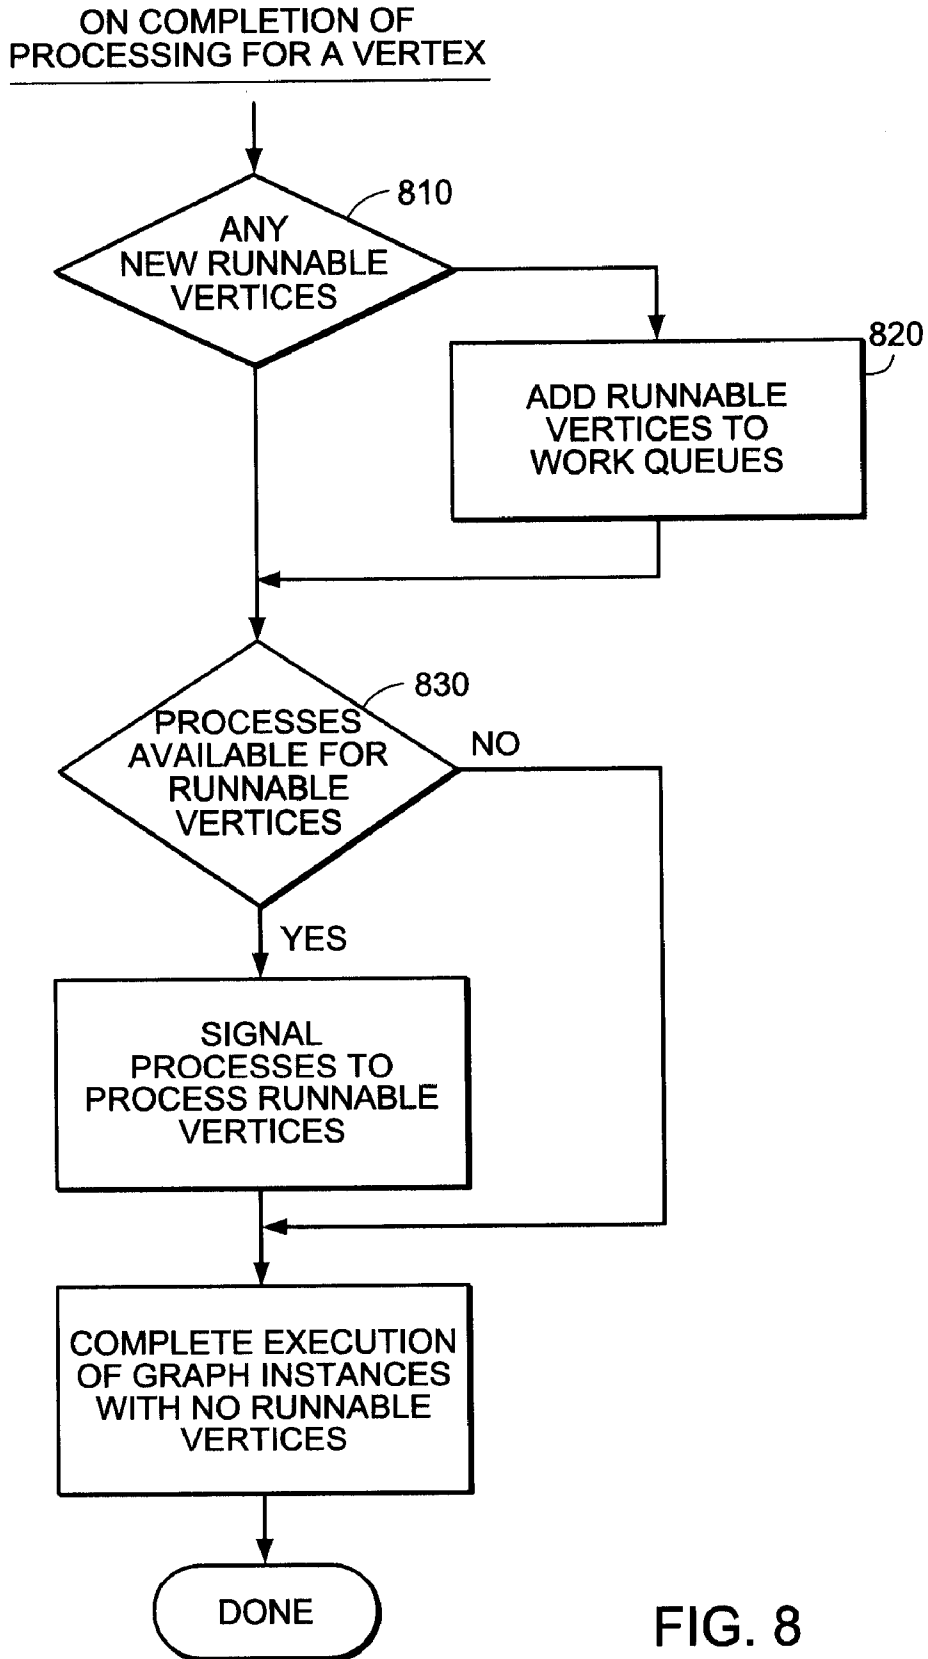 ON COMPLETION OF
PROCESSING FOR A VERTEX
810
ANY
NEW RUNNABLE
VERTICES
820
ADD RUNNABLE
VERTICES TO
WORK QUEUES
830
PROCESSES
AVAILABLE FOR
RUNNABLE
VERTICES
NO
YES
SIGNAL
PROCESSES TO
PROCESS RUNNABLE
VERTICES
COMPLETE EXECUTION
OF GRAPH INSTANCES
WITH NO RUNNABLE
VERTICES
DONE
FIG. 8